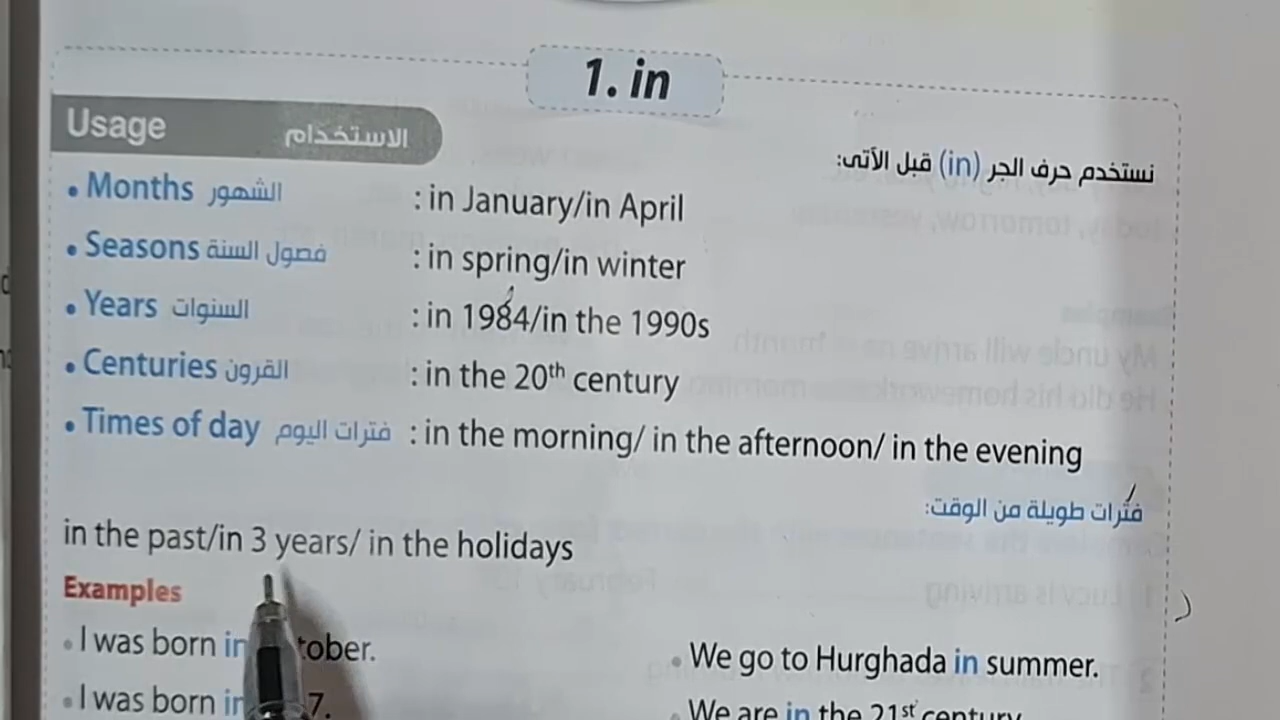 1. in
Usage الاستخدام
نستخدم حرف الجر (in) قبل الآتى:
• Months الشهور : in January/in April
• Seasons فصول السنة : in spring/in winter
• Years السنوات : in 1984/in the 1990s
• Centuries القرون : in the 20th century
• Times of day فترات اليوم : in the morning/ in the afternoon/ in the evening
فترات طويلة من الوقت:
in the past/in 3 years/ in the holidays
Examples
• I was born in tober.
• We go to Hurghada in summer.
• I was born in 7.
We are in the 21st century